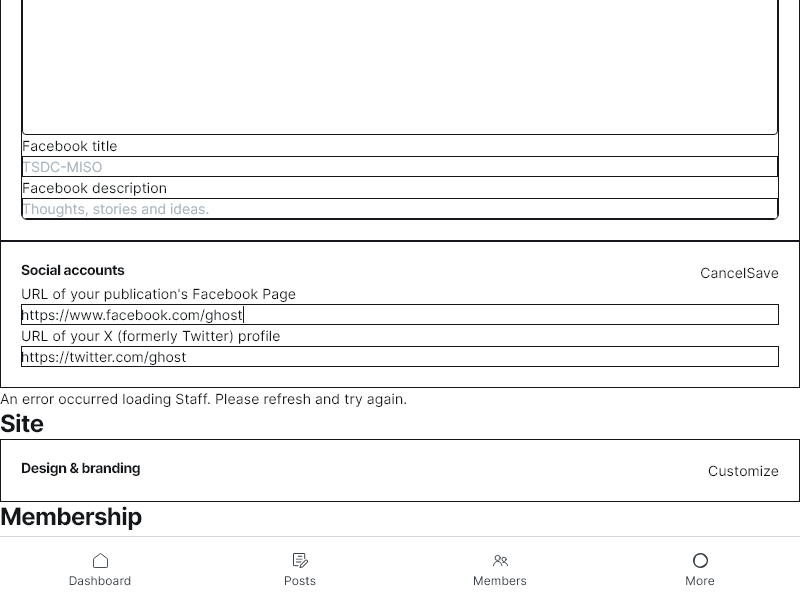 Facebook title
TSDC-MISO
Facebook description
Thoughts, stories and ideas.
Social accounts
CancelSave
URL of your publication's Facebook Page
https://www.facebook.com/ghost
URL of your X (formerly Twitter) profile
https://twitter.com/ghost
An error occurred loading Staff. Please refresh and try again.
Site
Design & branding
Customize
Membership
Dashboard
Posts
Members
More